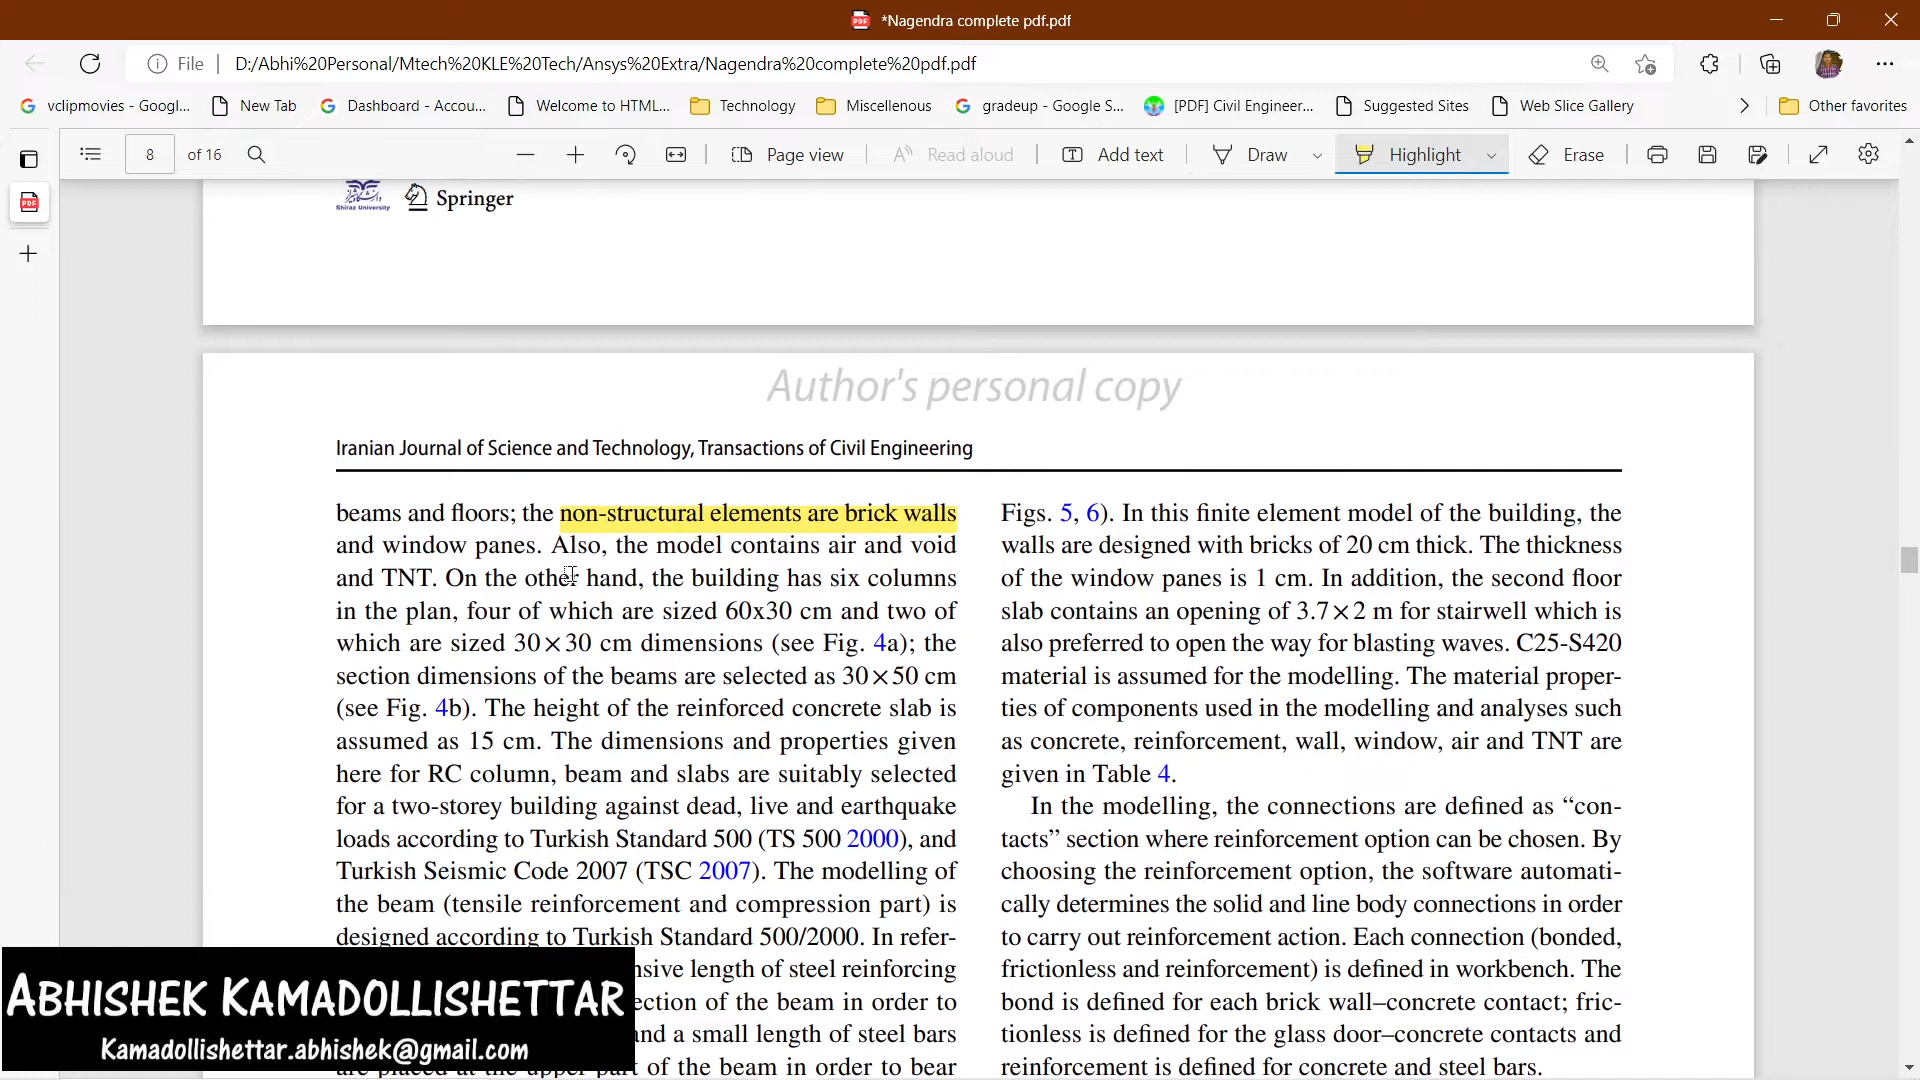 *Nagendra complete pdf.pdf
File D:/Abhi%20Personal/Mtech%20KLE%20Tech/Ansys%20Extra/Nagendra%20complete%20pdf.pdf
vclipmovies - Googl... New Tab Dashboard - Accou... Welcome to HTML... Technology Miscellenous gradeup - Google S... [PDF] Civil Engineer... Suggested Sites Web Slice Gallery Other favorites
8 of 16 Page view Read aloud Add text Draw Highlight Erase
Shiraz University Springer
Author's personal copy
Iranian Journal of Science and Technology, Transactions of Civil Engineering
beams and floors; the non-structural elements are brick walls
and window panes. Also, the model contains air and void
and TNT. On the other hand, the building has six columns
in the plan, four of which are sized 60x30 cm and two of
which are sized 30×30 cm dimensions (see Fig. 4a); the
section dimensions of the beams are selected as 30×50 cm
(see Fig. 4b). The height of the reinforced concrete slab is
assumed as 15 cm. The dimensions and properties given
here for RC column, beam and slabs are suitably selected
for a two-storey building against dead, live and earthquake
loads according to Turkish Standard 500 (TS 500 2000), and
Turkish Seismic Code 2007 (TSC 2007). The modelling of
the beam (tensile reinforcement and compression part) is
designed according to Turkish Standard 500/2000. In refer-
nsive length of steel reinforcing
ection of the beam in order to
and a small length of steel bars
are placed at the upper part of the beam in order to bear
Figs. 5, 6). In this finite element model of the building, the
walls are designed with bricks of 20 cm thick. The thickness
of the window panes is 1 cm. In addition, the second floor
slab contains an opening of 3.7×2 m for stairwell which is
also preferred to open the way for blasting waves. C25-S420
material is assumed for the modelling. The material proper-
ties of components used in the modelling and analyses such
as concrete, reinforcement, wall, window, air and TNT are
given in Table 4.
In the modelling, the connections are defined as “con-
tacts” section where reinforcement option can be chosen. By
choosing the reinforcement option, the software automati-
cally determines the solid and line body connections in order
to carry out reinforcement action. Each connection (bonded,
frictionless and reinforcement) is defined in workbench. The
bond is defined for each brick wall–concrete contact; fric-
tionless is defined for the glass door–concrete contacts and
reinforcement is defined for concrete and steel bars.
ABHISHEK KAMADOLLISHETTAR
Kamadollishettar.abhishek@gmail.com